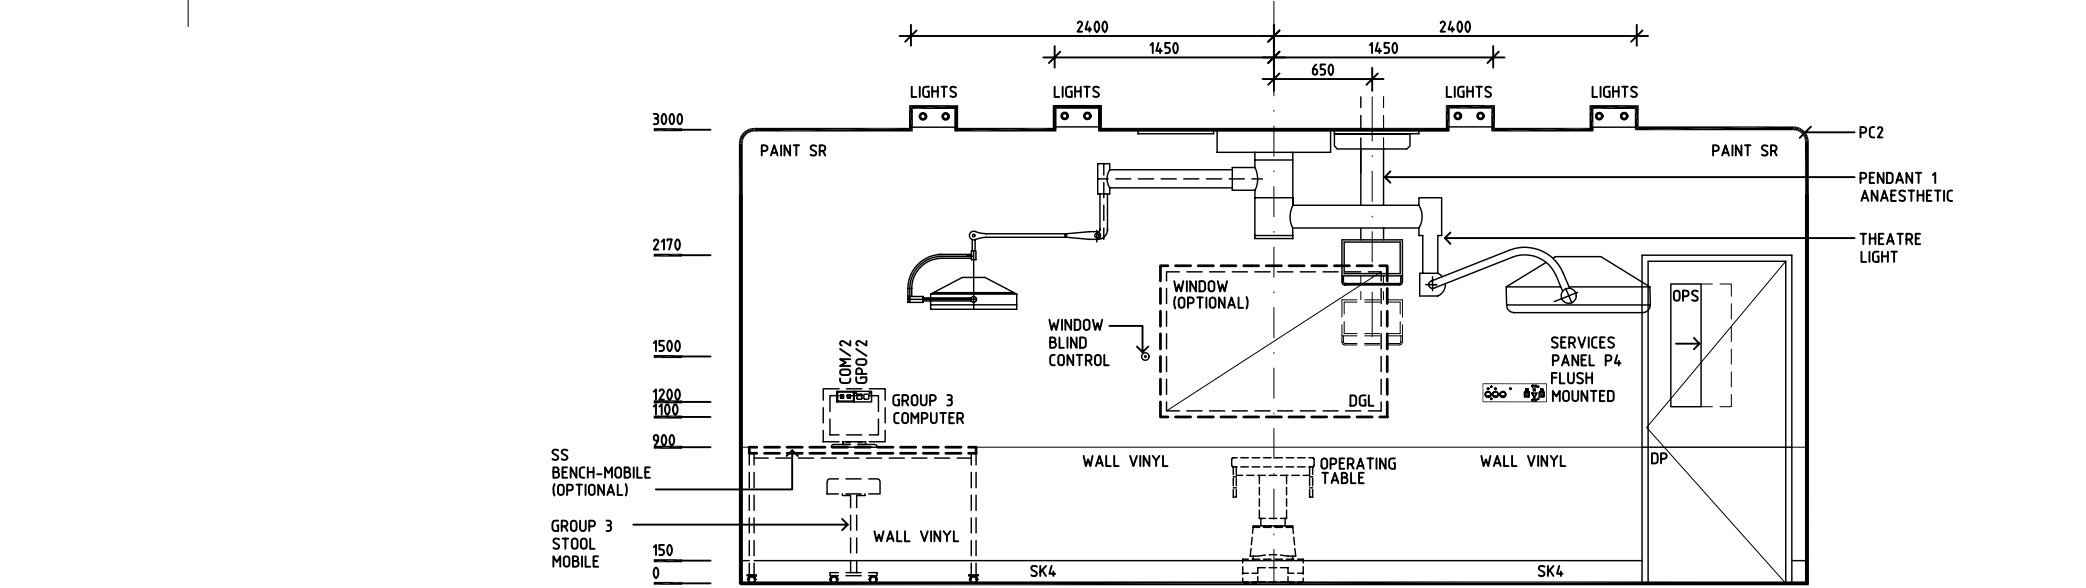 2400
2400
1450
1450
650
LIGHTS
LIGHTS
LIGHTS
LIGHTS
3000
PC2
PAINT SR
PAINT SR
PENDANT 1
ANAESTHETIC
2170
THEATRE
LIGHT
WINDOW
(OPTIONAL)
OPS
WINDOW
BLIND
CONTROL
1500
COM/2
GPO/2
SERVICES
PANEL P4
FLUSH
MOUNTED
1200
1100
GROUP 3
COMPUTER
DGL
900
SS
BENCH-MOBILE
(OPTIONAL)
WALL VINYL
OPERATING
TABLE
WALL VINYL
DP
GROUP 3
STOOL
MOBILE
WALL VINYL
150
0
SK4
SK4